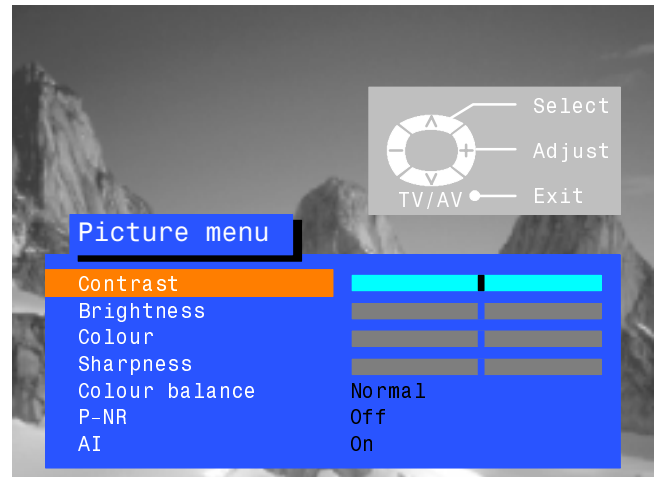 Select
Adjust
TV/AV Exit
Picture menu
Contrast
Brightness
Colour
Sharpness
Colour balance Normal
P-NR Off
AI On